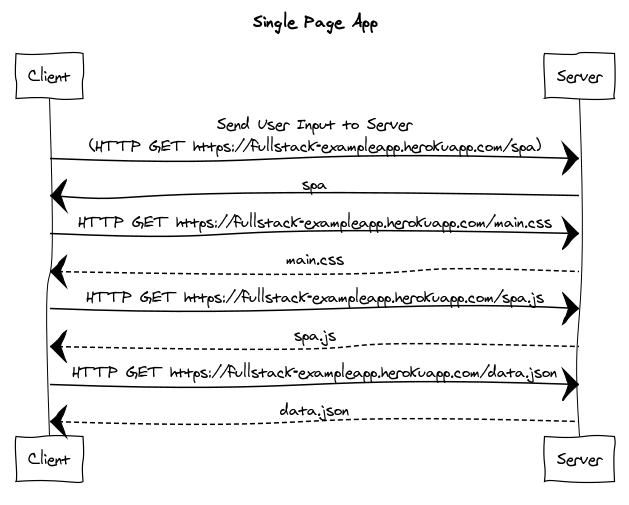 Single Page App
Client
Server
Send User Input to Server
(HTTP GET https://fullstack-exampleapp.herokuapp.com/spa)
spa
HTTP GET https://fullstack-exampleapp.herokuapp.com/main.css
main.css
HTTP GET https://fullstack-exampleapp.herokuapp.com/spa.js
spa.js
HTTP GET https://fullstack-exampleapp.herokuapp.com/data.json
data.json
Client
Server